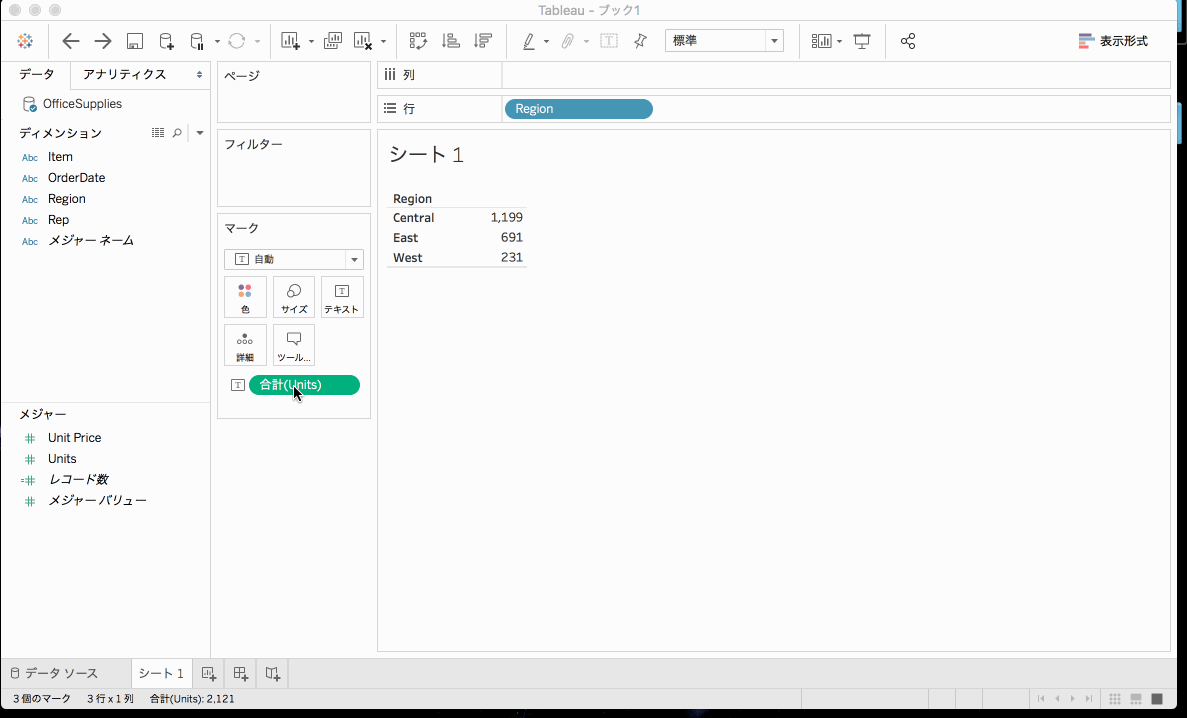 Tableau - ブック1
標準
表示形式
データ
アナリティクス
OfficeSupplies
ディメンション
Abc Item
Abc OrderDate
Abc Region
Abc Rep
Abc メジャー ネーム
メジャー
Unit Price
Units
レコード数
メジャー バリュー
ページ
フィルター
マーク
自動
色
サイズ
テキスト
詳細
ツール...
合計(Units)
列
行
Region
シート 1
Region
Central 1,199
East 691
West 231
データ ソース
シート 1
3 個のマーク
3 行 x 1 列
合計(Units): 2,121